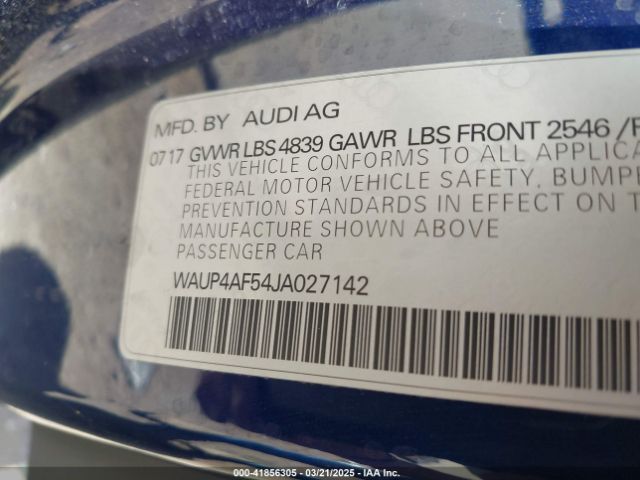 MFD. BY AUDI AG
07 17 GVWR LBS 4839 GAWR LBS FRONT 2546 /
THIS VEHICLE CONFORMS TO ALL
FEDERAL MOTOR VEHICLE SAFETY, 
PREVENTION STANDARDS IN EFFECT ON
MANUFACTURE SHOWN ABOVE
PASSENGER CAR
WAUP4AF54JA027142
000-41856305 - 03/21/2025 - IAA Inc.